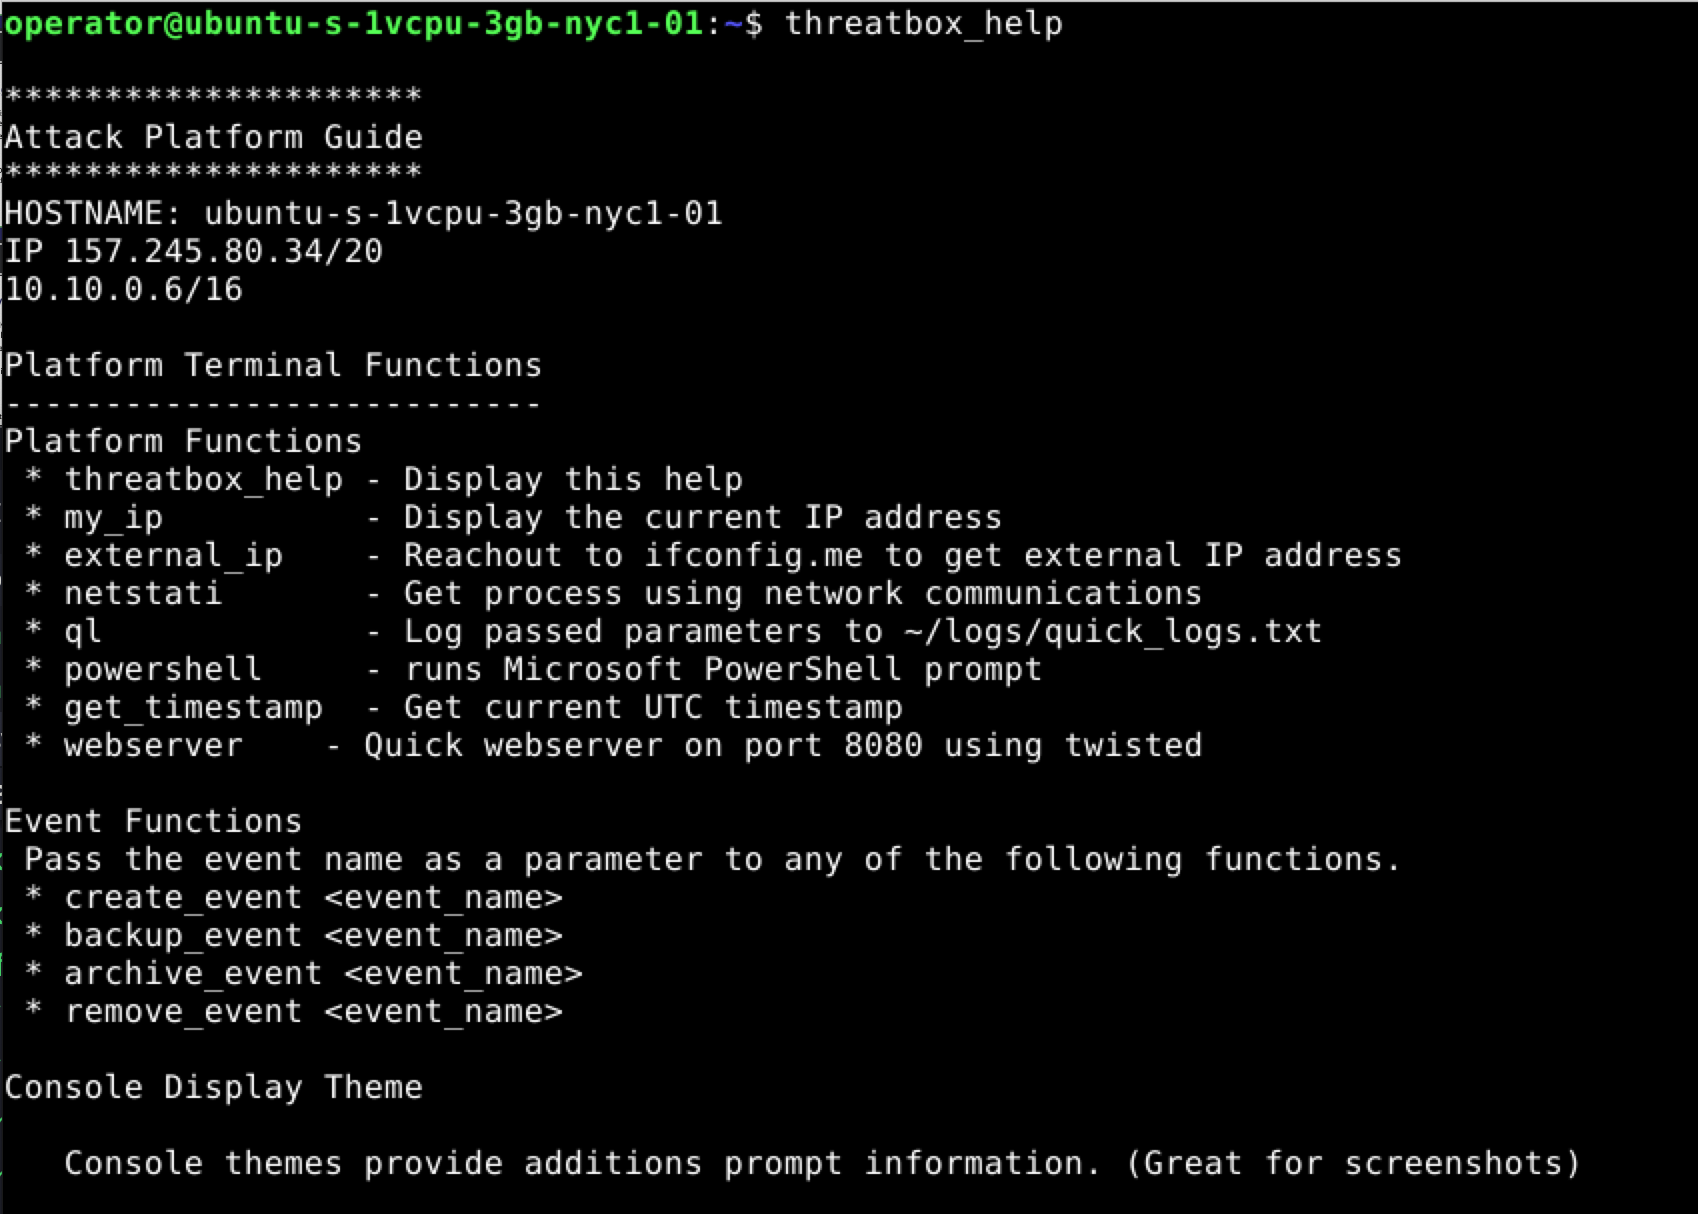 operator@ubuntu-s-1vcpu-3gb-nyc1-01:~$ threatbox_help
*********************
Attack Platform Guide
*********************
HOSTNAME: ubuntu-s-1vcpu-3gb-nyc1-01
IP 157.245.80.34/20
10.10.0.6/16
Platform Terminal Functions
---------------------------
Platform Functions
 * threatbox_help - Display this help
 * my_ip          - Display the current IP address
 * external_ip    - Reachout to ifconfig.me to get external IP address
 * netstati       - Get process using network communications
 * ql             - Log passed parameters to ~/logs/quick_logs.txt
 * powershell     - runs Microsoft PowerShell prompt
 * get_timestamp  - Get current UTC timestamp
 * webserver    - Quick webserver on port 8080 using twisted
Event Functions
 Pass the event name as a parameter to any of the following functions.
 * create_event <event_name>
 * backup_event <event_name>
 * archive_event <event_name>
 * remove_event <event_name>
Console Display Theme
   Console themes provide additions prompt information. (Great for screenshots)